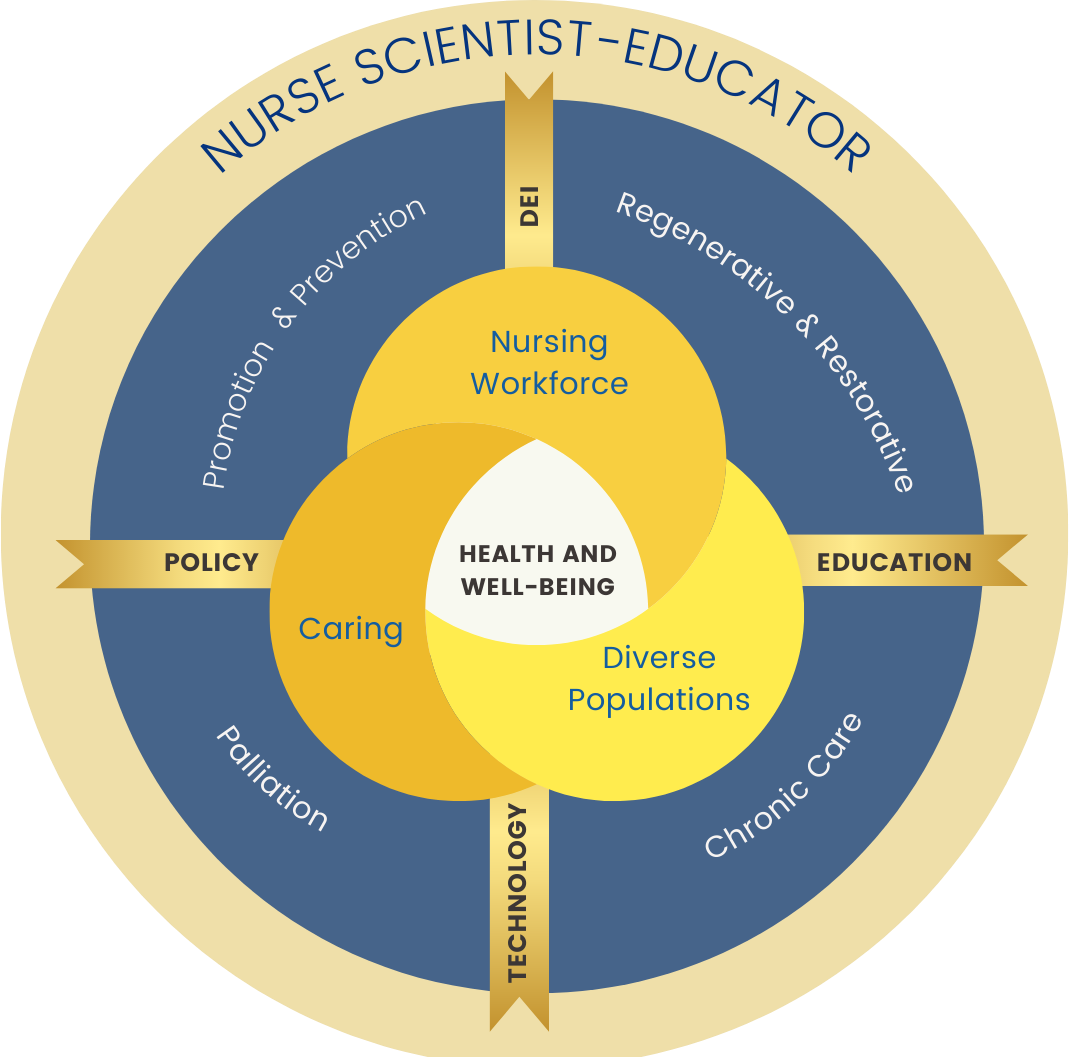 NURSE SCIENTIST-EDUCATOR
DEI
Promotion & Prevention
Regenerative & Restorative
Nursing
Workforce
POLICY
HEALTH AND
WELL-BEING
EDUCATION
Caring
Diverse
Populations
Palliation
Chronic Care
TECHNOLOGY